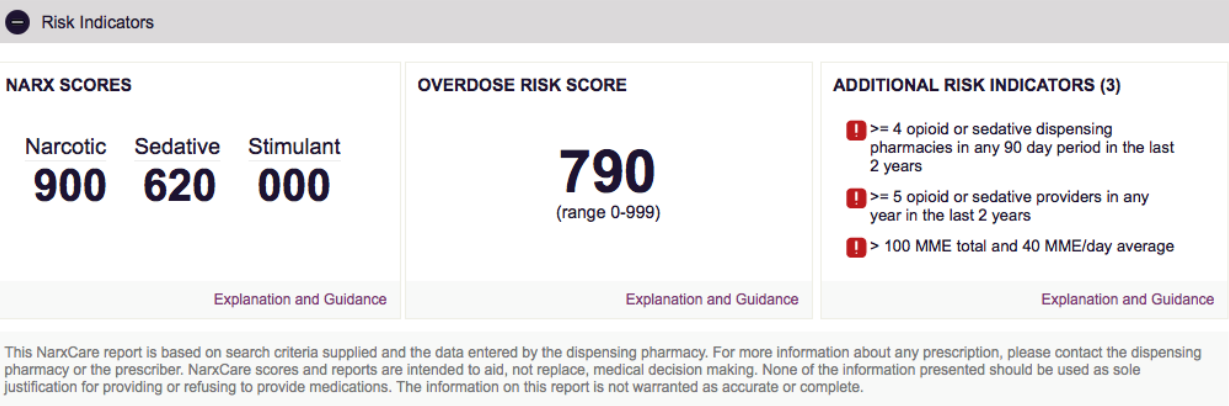 Risk Indicators
NARX SCORES
Narcotic Sedative Stimulant
900 620 000
Explanation and Guidance
OVERDOSE RISK SCORE
790
(range 0-999)
Explanation and Guidance
ADDITIONAL RISK INDICATORS (3)
>= 4 opioid or sedative dispensing
pharmacies in any 90 day period in the last
2 years
>= 5 opioid or sedative providers in any
year in the last 2 years
> 100 MME total and 40 MME/day average
Explanation and Guidance
This NarxCare report is based on search criteria supplied and the data entered by the dispensing pharmacy. For more information about any prescription, please contact the dispensing
pharmacy or the prescriber. NarxCare scores and reports are intended to aid, not replace, medical decision making. None of the information presented should be used as sole
justification for providing or refusing to provide medications. The information on this report is not warranted as accurate or complete.